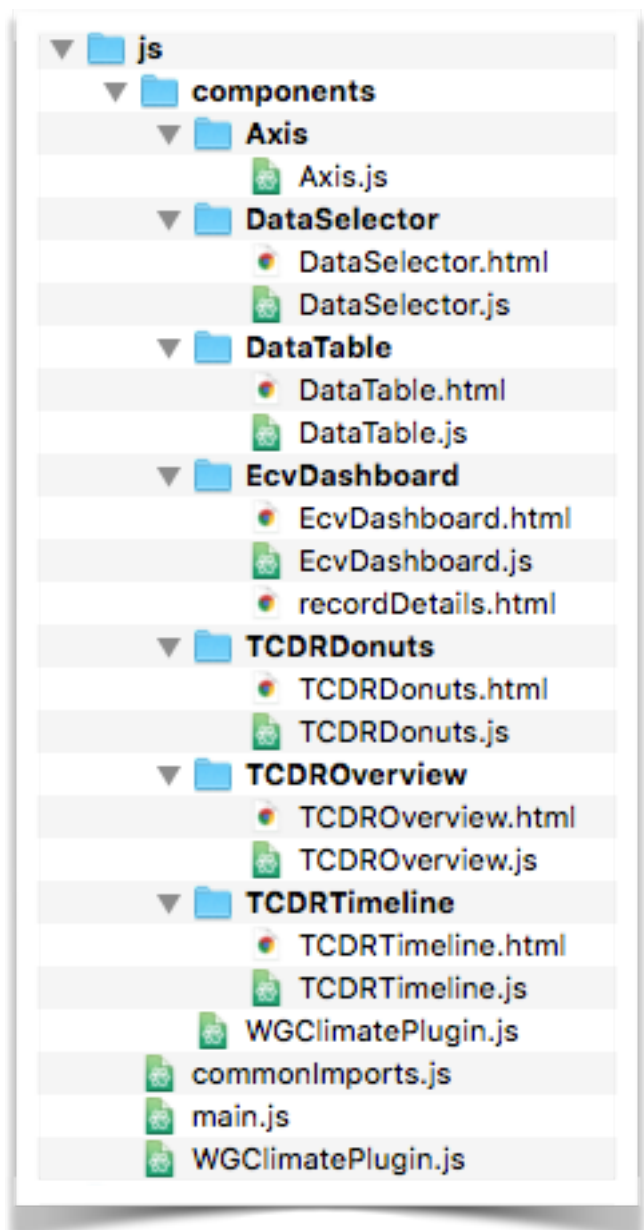 js
components
Axis
Axis.js
DataSelector
DataSelector.html
DataSelector.js
DataTable
DataTable.html
DataTable.js
EcvDashboard
EcvDashboard.html
EcvDashboard.js
recordDetails.html
TCDRDonuts
TCDRDonuts.html
TCDRDonuts.js
TCDROverview
TCDROverview.html
TCDROverview.js
TCDRTimeline
TCDRTimeline.html
TCDRTimeline.js
WGClimatePlugin.js
commonImports.js
main.js
WGClimatePlugin.js